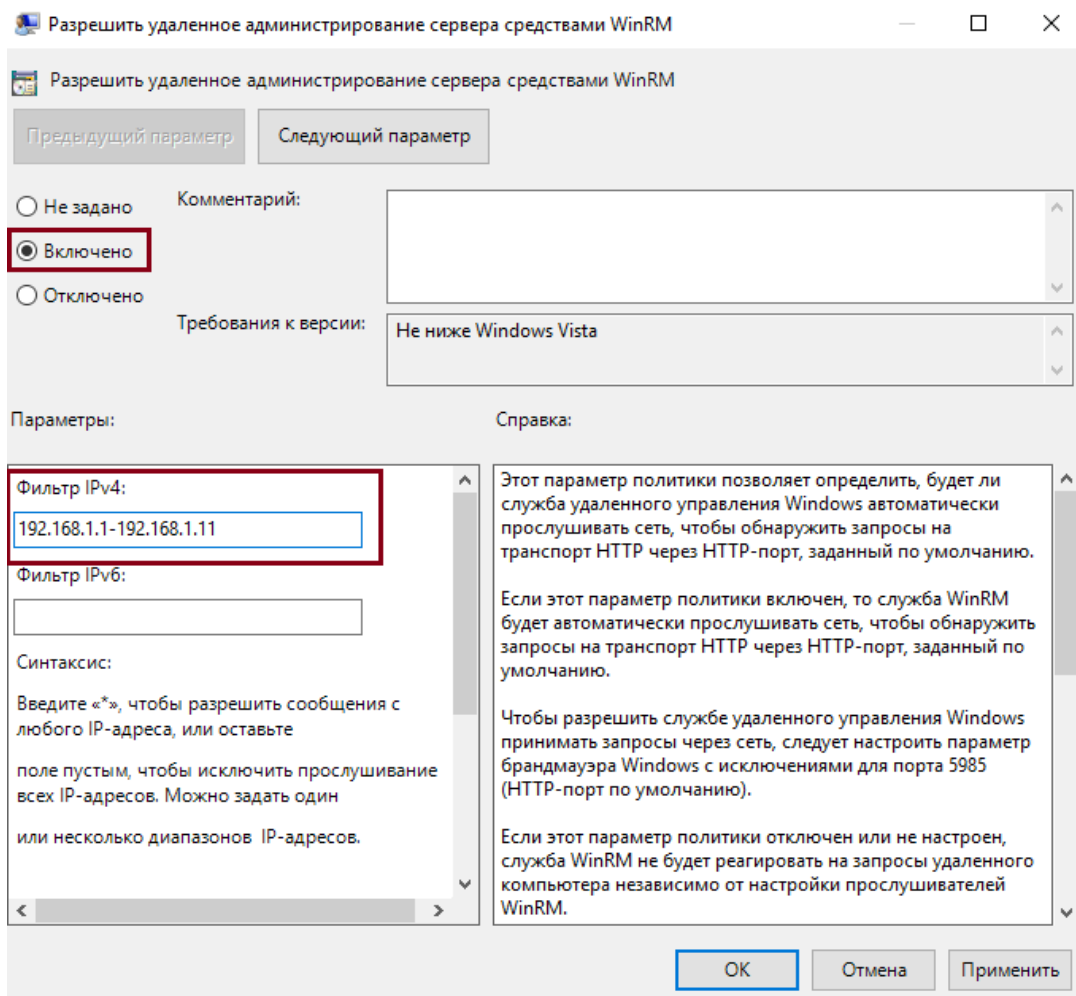 Разрешить удаленное администрирование сервера средствами WinRM
Разрешить удаленное администрирование сервера средствами WinRM
Предыдущий параметр
Следующий параметр
Не задано
Комментарий:
Включено
Отключено
Требования к версии:
Не ниже Windows Vista
Параметры:
Справка:
Фильтр IPv4:
192.168.1.1-192.168.1.11
Фильтр IPv6:
Синтаксис:
Введите «*», чтобы разрешить сообщения с
любого IP-адреса, или оставьте
поле пустым, чтобы исключить прослушивание
всех IP-адресов. Можно задать один
или несколько диапазонов  IP-адресов.
Этот параметр политики позволяет определить, будет ли
служба удаленного управления Windows автоматически
прослушивать сеть, чтобы обнаружить запросы на
транспорт HTTP через HTTP-порт, заданный по умолчанию.
Если этот параметр политики включен, то служба WinRM
будет автоматически прослушивать сеть, чтобы обнаружить
запросы на транспорт HTTP через HTTP-порт, заданный по
умолчанию.
Чтобы разрешить службе удаленного управления Windows
принимать запросы через сеть, следует настроить параметр
брандмауэра Windows с исключениями для порта 5985
(HTTP-порт по умолчанию).
Если этот параметр политики отключен или не настроен,
служба WinRM не будет реагировать на запросы удаленного
компьютера независимо от настройки прослушивателей
WinRM.
ОК
Отмена
Применить